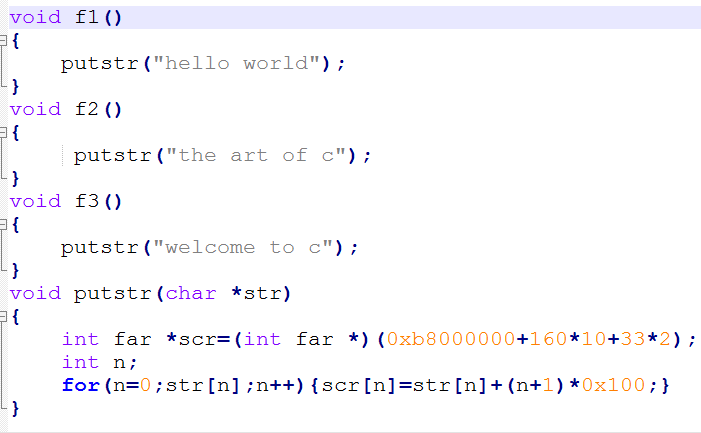 void f1()
{
    putstr("hello world");
}
void f2()
{
     putstr("the art of c");
}
void f3()
{
    putstr("welcome to c");
}
void putstr(char *str)
{
    int far *scr=(int far *)(0xb8000000+160*10+33*2);
    int n;
    for(n=0;str[n];n++){scr[n]=str[n]+(n+1)*0x100;}
}